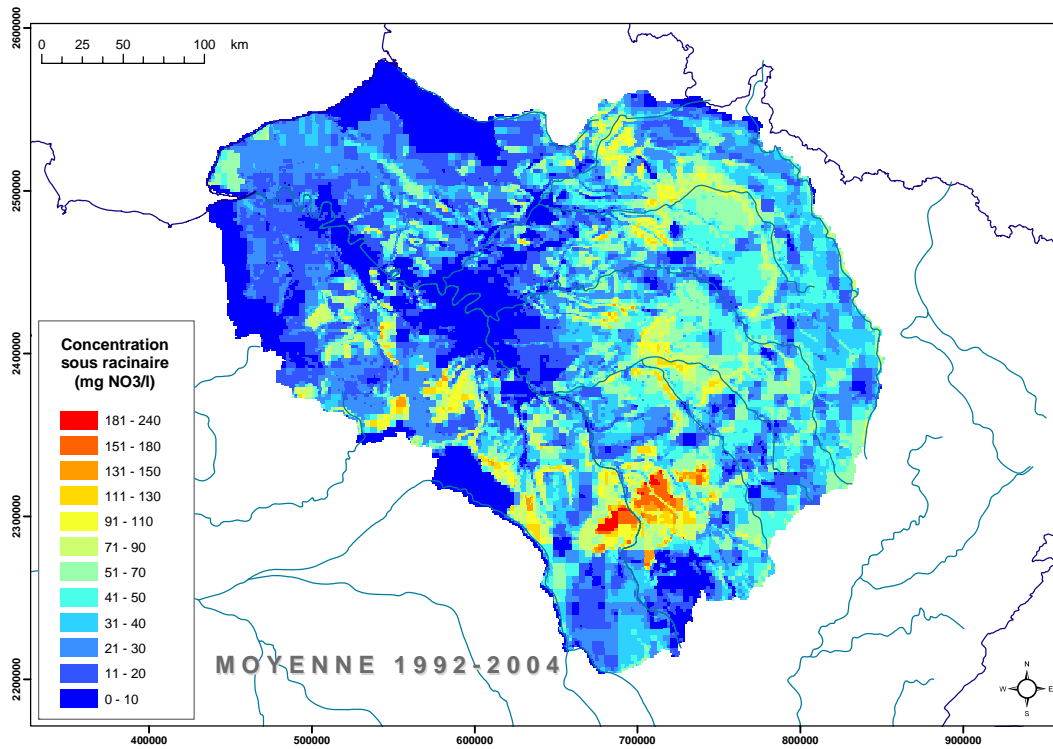 2600000
0 25 50 100 km
2500000
2400000
2300000
2200000
Concentration
sous racinaire
(mg NO3/l)
181 - 240
151 - 180
131 - 150
111 - 130
91 - 110
71 - 90
51 - 70
41 - 50
31 - 40
21 - 30
11 - 20
0 - 10
MOYENNE 1992-2004
N
W E
S
400000 500000 600000 700000 800000 900000